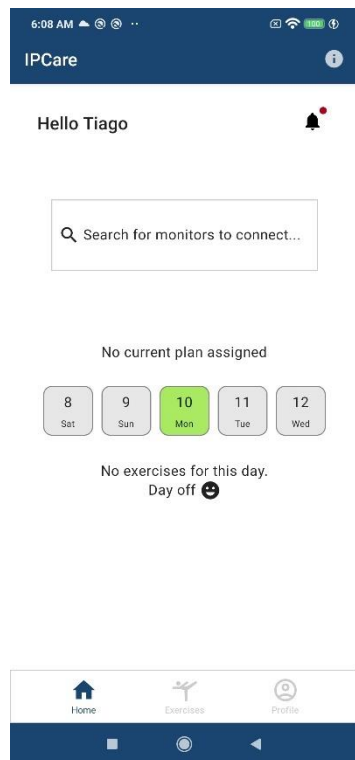 6:08 AM
100
IPCare
Hello Tiago
Search for monitors to connect...
No current plan assigned
8 9 10 11 12
Sat Sun Mon Tue Wed
No exercises for this day.
Day off
Home Exercises Profile